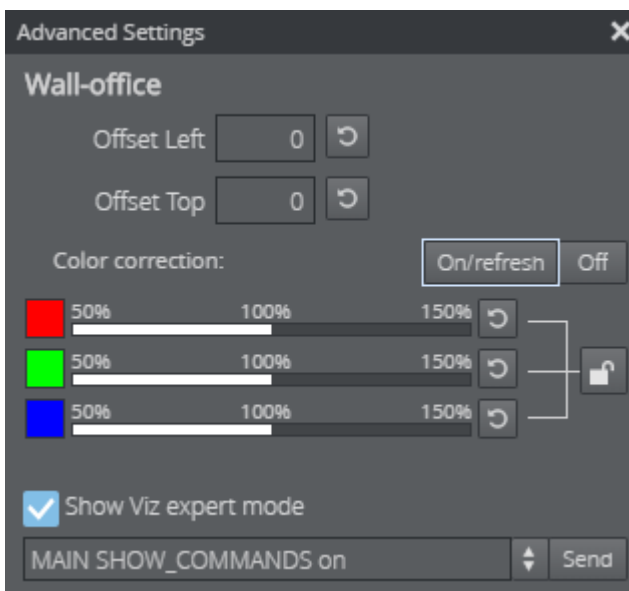 Advanced Settings
Wall-office
Offset Left 0
Offset Top 0
Color correction: On/refresh Off
50% 100% 150%
50% 100% 150%
50% 100% 150%
Show Viz expert mode
MAIN SHOW_COMMANDS on Send